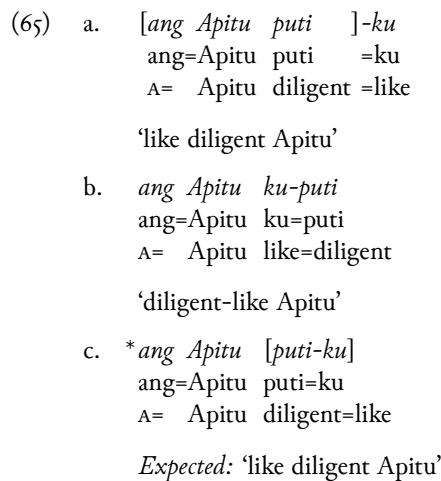 (65) a. [ang Apitu puti ]-ku
ang=Apitu puti =ku
A= Apitu diligent =like
‘like diligent Apitu’
b. ang Apitu ku-puti
ang=Apitu ku=puti
A= Apitu like=diligent
‘diligent-like Apitu’
c. *ang Apitu [puti-ku]
ang=Apitu puti=ku
A= Apitu diligent=like
Expected: ‘like diligent Apitu’